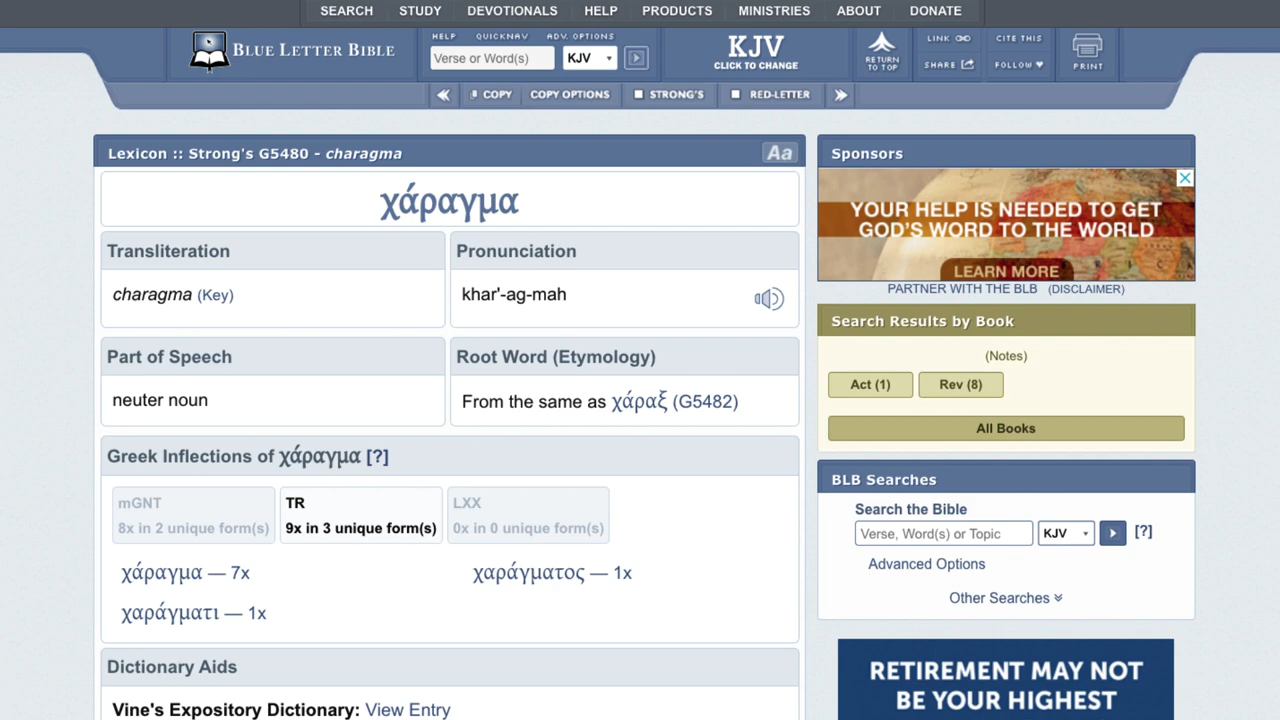 SEARCH STUDY DEVOTIONALS HELP PRODUCTS MINISTRIES ABOUT DONATE
BLUE LETTER BIBLE
HELP QUICKNAV ADV. OPTIONS
Verse or Word(s) KJV
KJV
CLICK TO CHANGE
RETURN
TO TOP
LINK CITE THIS
SHARE FOLLOW
PRINT
COPY COPY OPTIONS STRONG'S RED-LETTER
Lexicon :: Strong's G5480 - charagma Aa
χάραγμα
Transliteration
charagma (Key)
Pronunciation
khar'-ag-mah
Part of Speech
neuter noun
Root Word (Etymology)
From the same as χάραξ (G5482)
Greek Inflections of χάραγμα [?]
mGNT
8x in 2 unique form(s)
TR
9x in 3 unique form(s)
LXX
0x in 0 unique form(s)
χάραγμα — 7x
χαράγματος — 1x
χαράγματι — 1x
Dictionary Aids
Vine's Expository Dictionary: View Entry
Sponsors
YOUR HELP IS NEEDED TO GET
GOD'S WORD TO THE WORLD
LEARN MORE
PARTNER WITH THE BLB (DISCLAIMER)
Search Results by Book
(Notes)
Act (1) Rev (8)
All Books
BLB Searches
Search the Bible
Verse, Word(s) or Topic KJV [?]
Advanced Options
Other Searches
RETIREMENT MAY NOT
BE YOUR HIGHEST